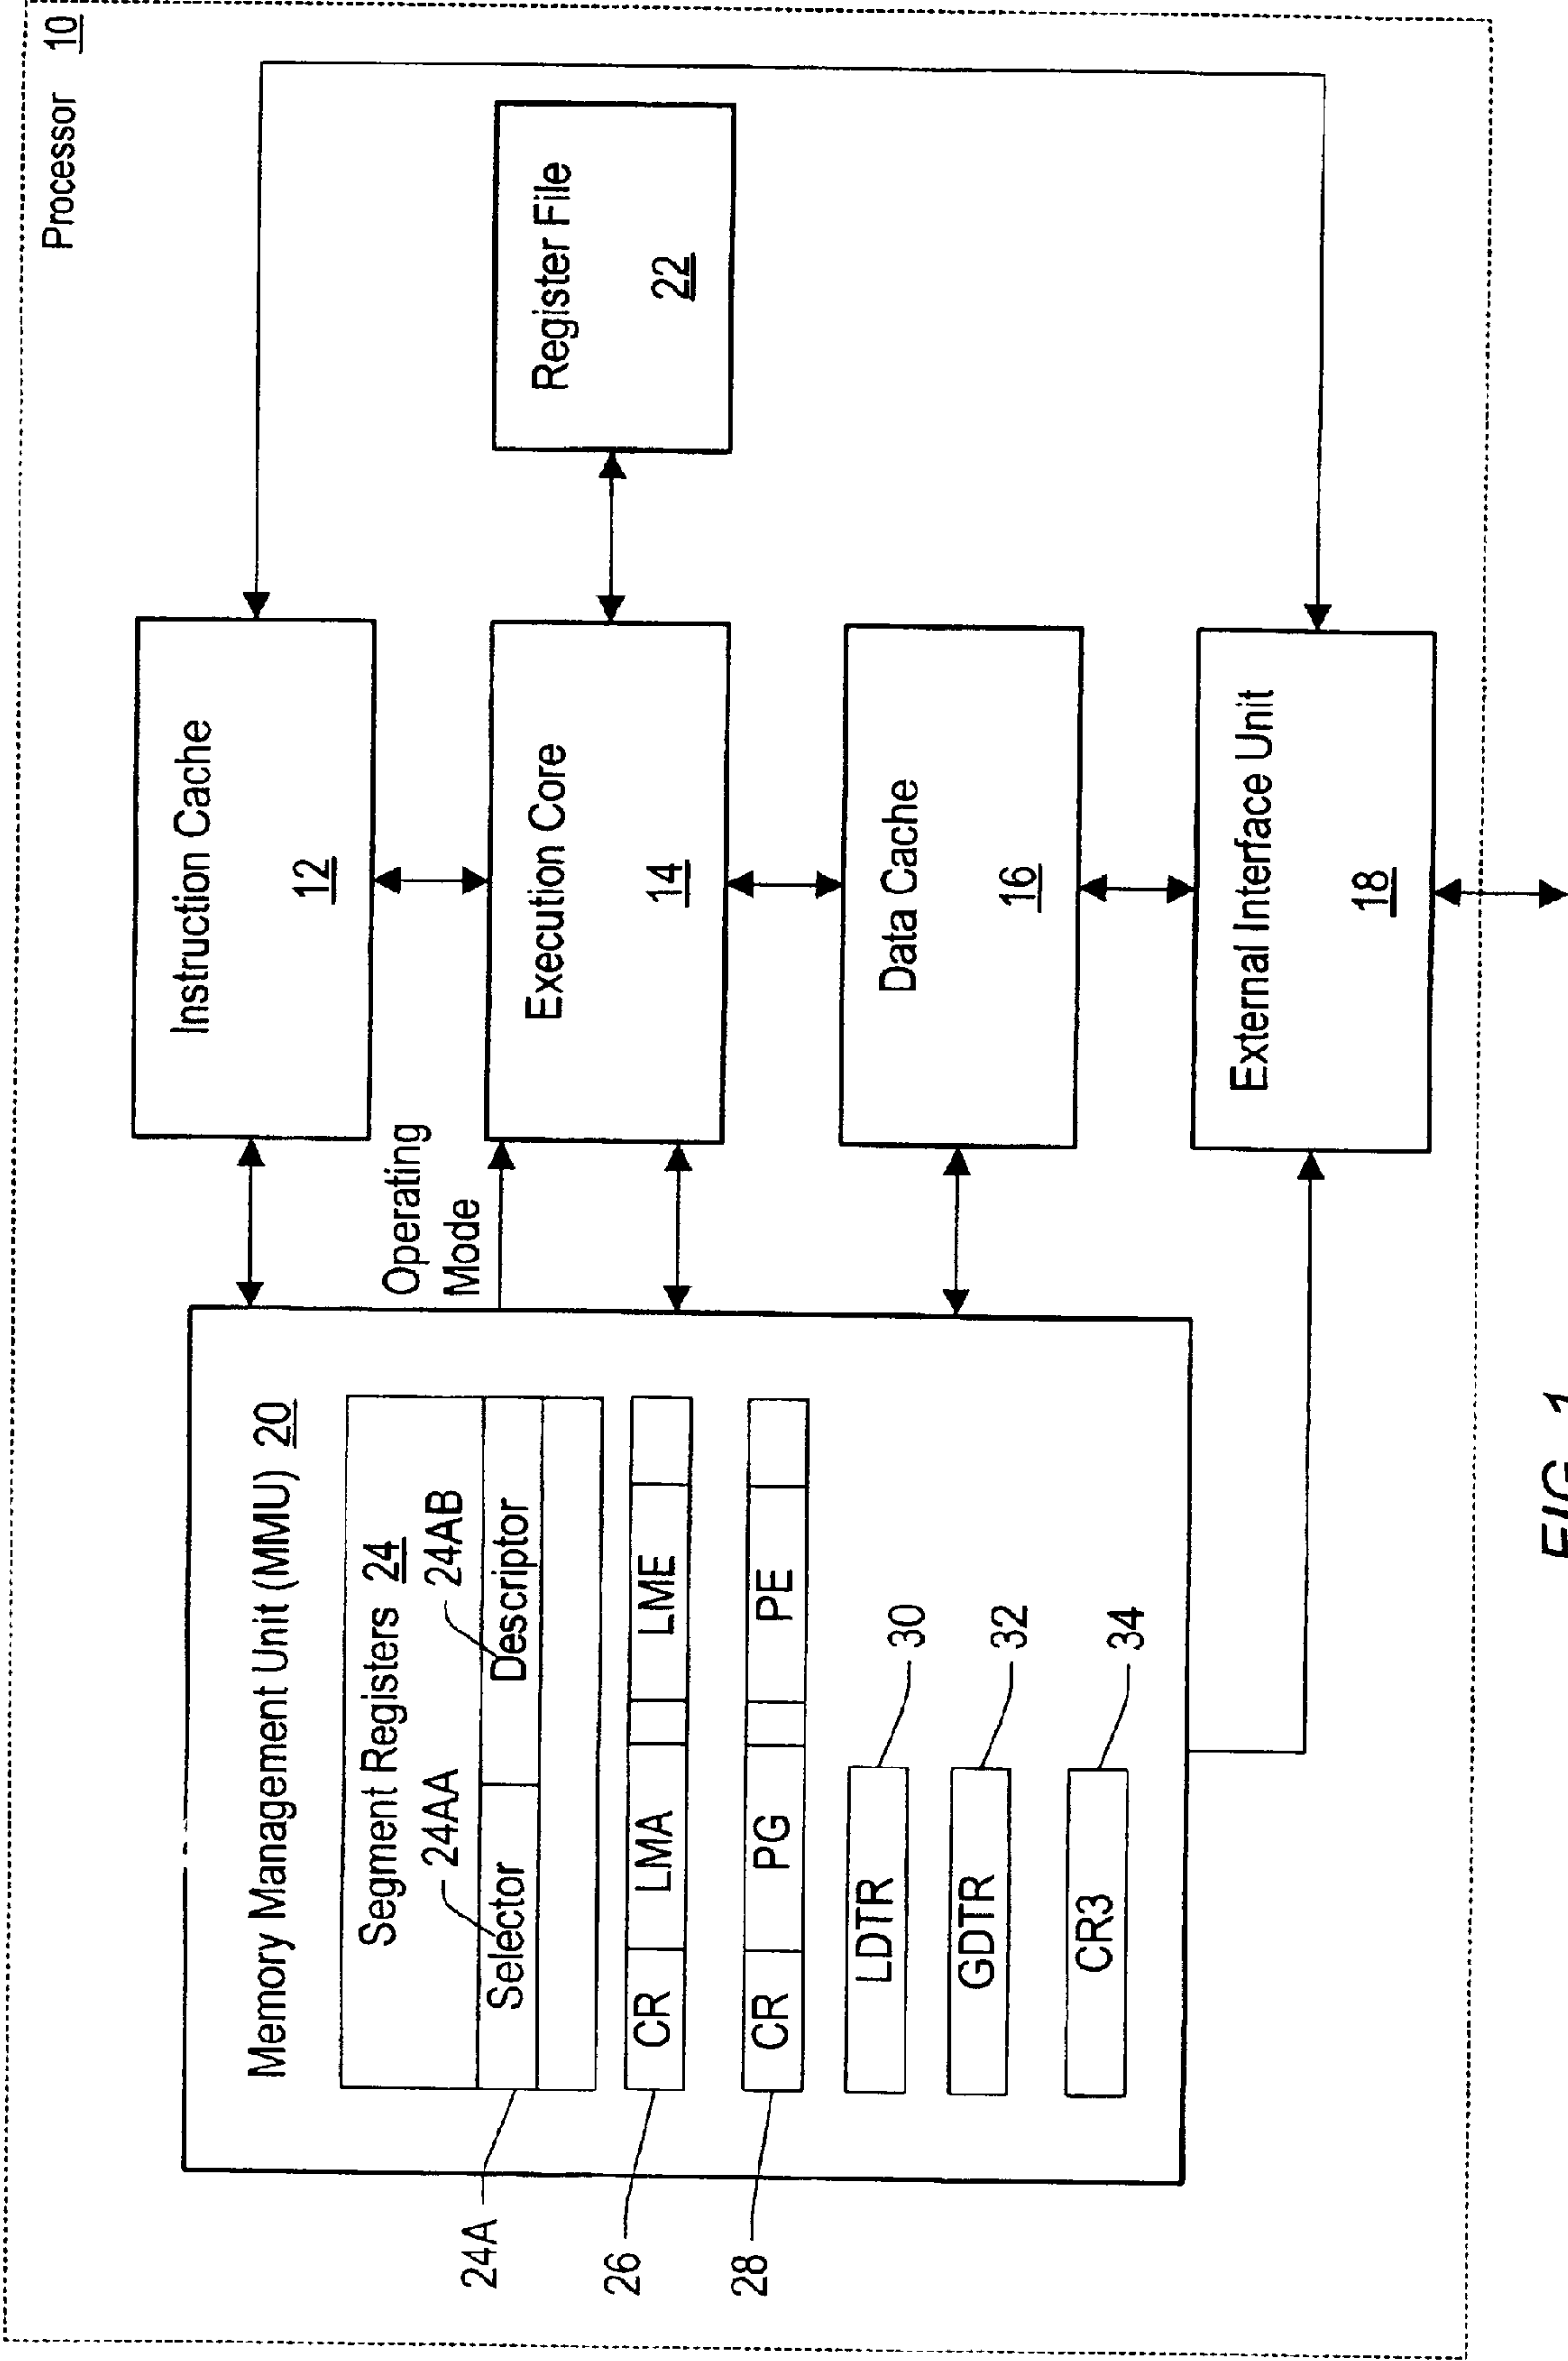 Processor 10
Instruction Cache
12
Execution Core
14
Register File
22
Data Cache
16
External Interface Unit
18
Operating
Mode
Memory Management Unit (MMU) 20
Segment Registers 24
24AA
24AB
Selector
Descriptor
24A
CR
LMA
LME
26
CR
PG
PE
28
LDTR
30
GDTR
32
CR3
34
FIG. 1